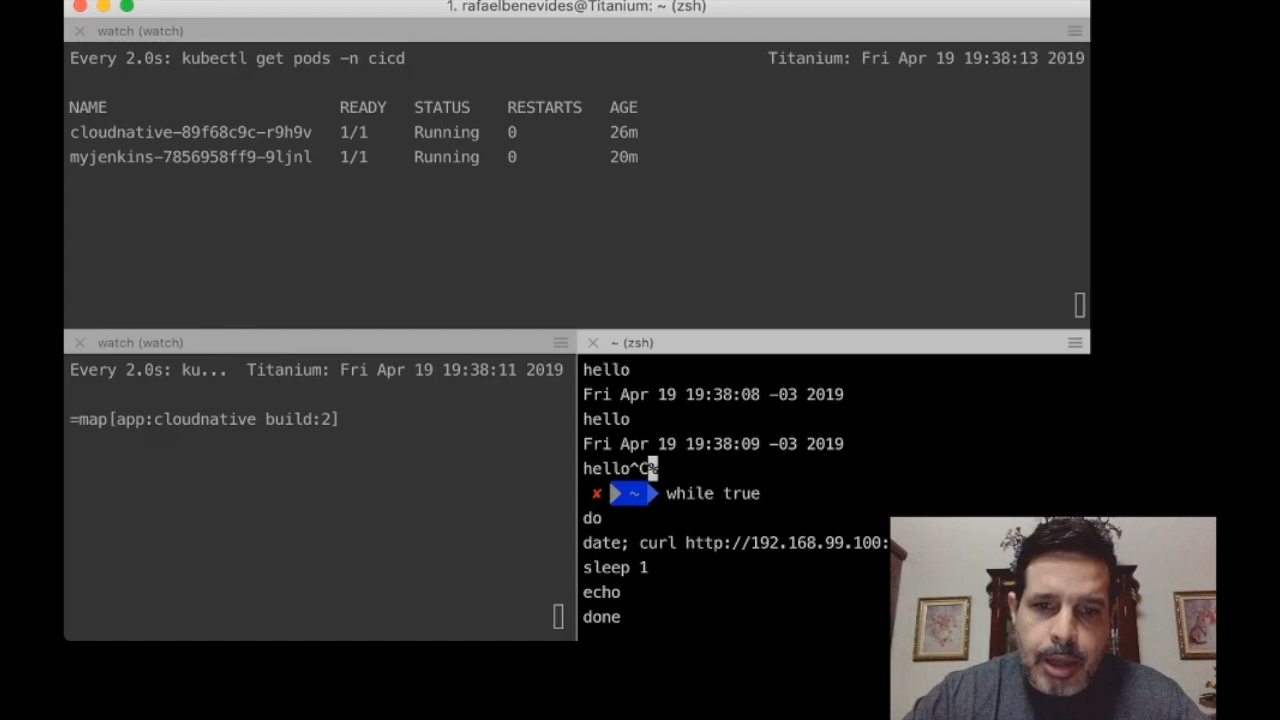 1. rafaelbenevides@Titanium: ~ (zsh)
watch (watch)
Every 2.0s: kubectl get pods -n cicd Titanium: Fri Apr 19 19:38:13 2019
NAME READY STATUS RESTARTS AGE
cloudnative-89f68c9c-r9h9v 1/1 Running 0 26m
myjenkins-7856958ff9-9ljnl 1/1 Running 0 20m
watch (watch)
Every 2.0s: ku... Titanium: Fri Apr 19 19:38:11 2019
=map[app:cloudnative build:2]
~ (zsh)
hello
Fri Apr 19 19:38:08 -03 2019
hello
Fri Apr 19 19:38:09 -03 2019
hello^C%
✘ ~ while true
do
date; curl http://192.168.99.100:
sleep 1
echo
done